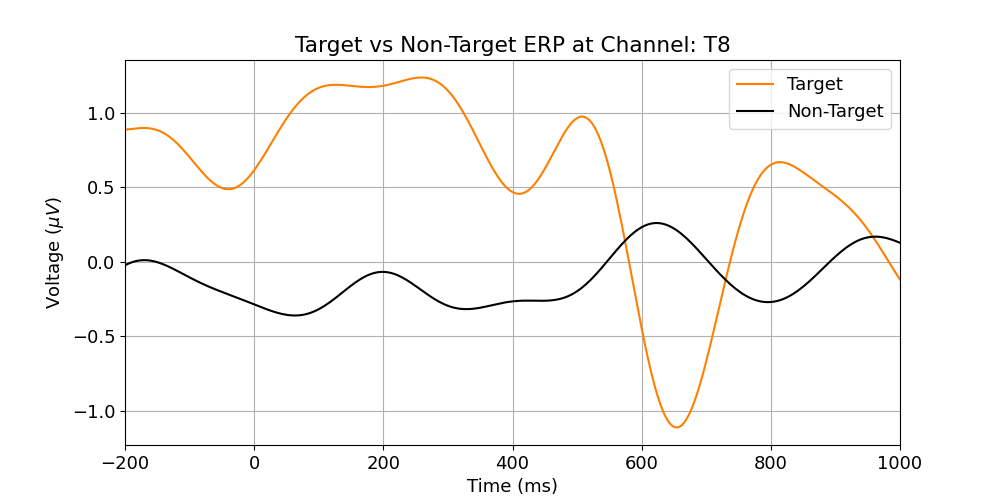 Target vs Non-Target ERP at Channel: T8
Target
Non-Target
Voltage (μV)
1.0
0.5
0.0
−0.5
−1.0
−200 0 200 400 600 800 1000
Time (ms)